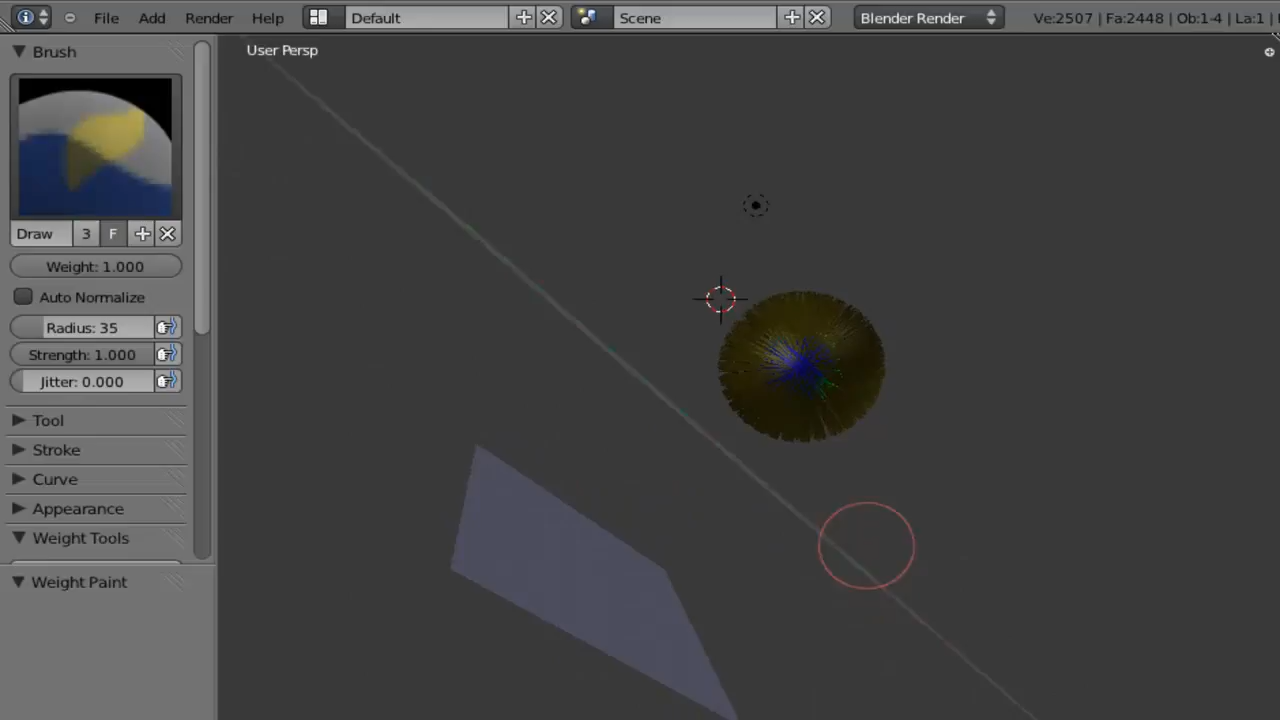 File Add Render Help Default Scene Blender Render Ve:2507 | Fa:2448 | Ob:1-4 | La:1 |
Brush
User Persp
Draw 3 F
Weight: 1.000
Auto Normalize
Radius: 35
Strength: 1.000
Jitter: 0.000
Tool
Stroke
Curve
Appearance
Weight Tools
Weight Paint